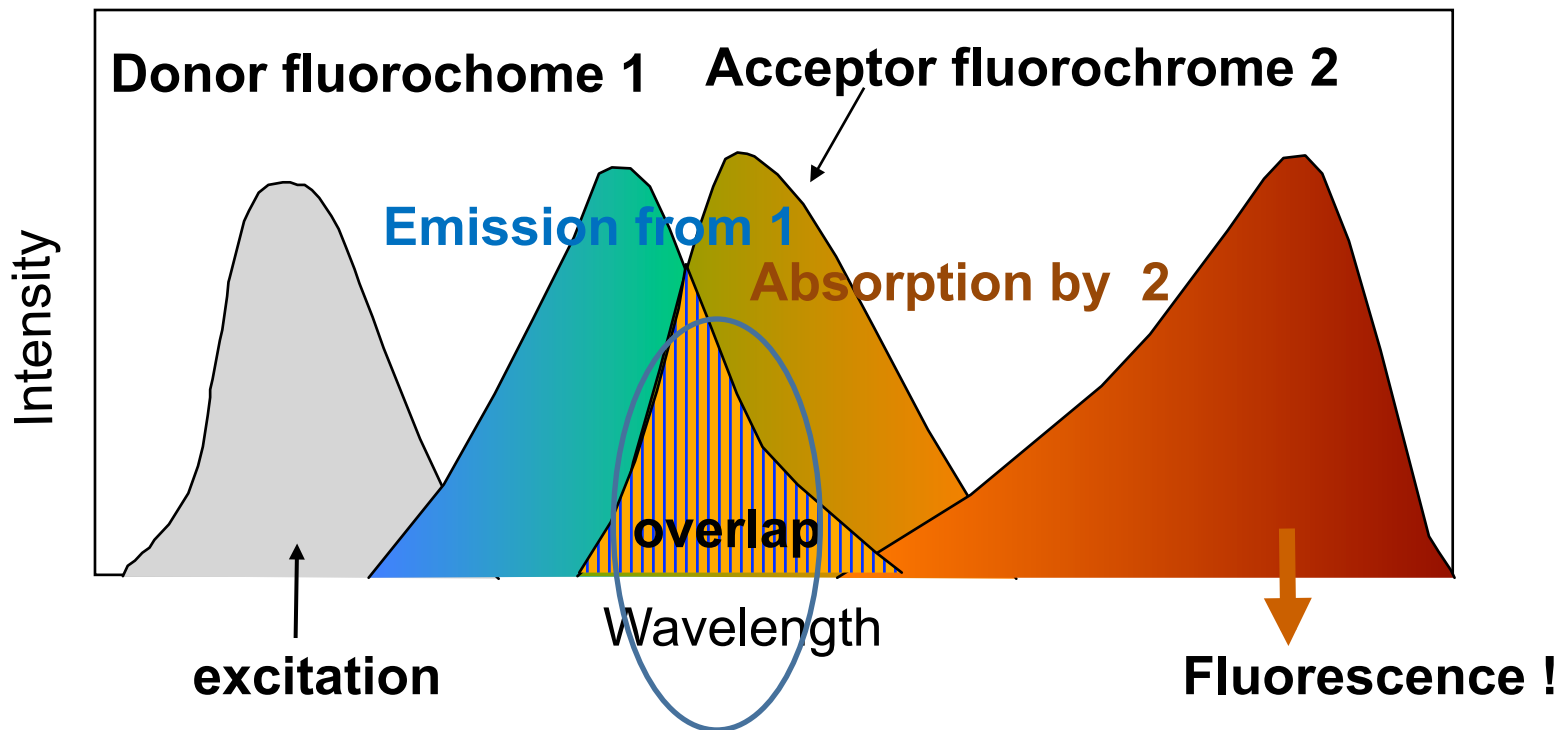 Donor fluorochome 1
Acceptor fluorochrome 2
Emission from 1
Absorption by 2
Intensity
overlap
Wavelength
excitation
Fluorescence !